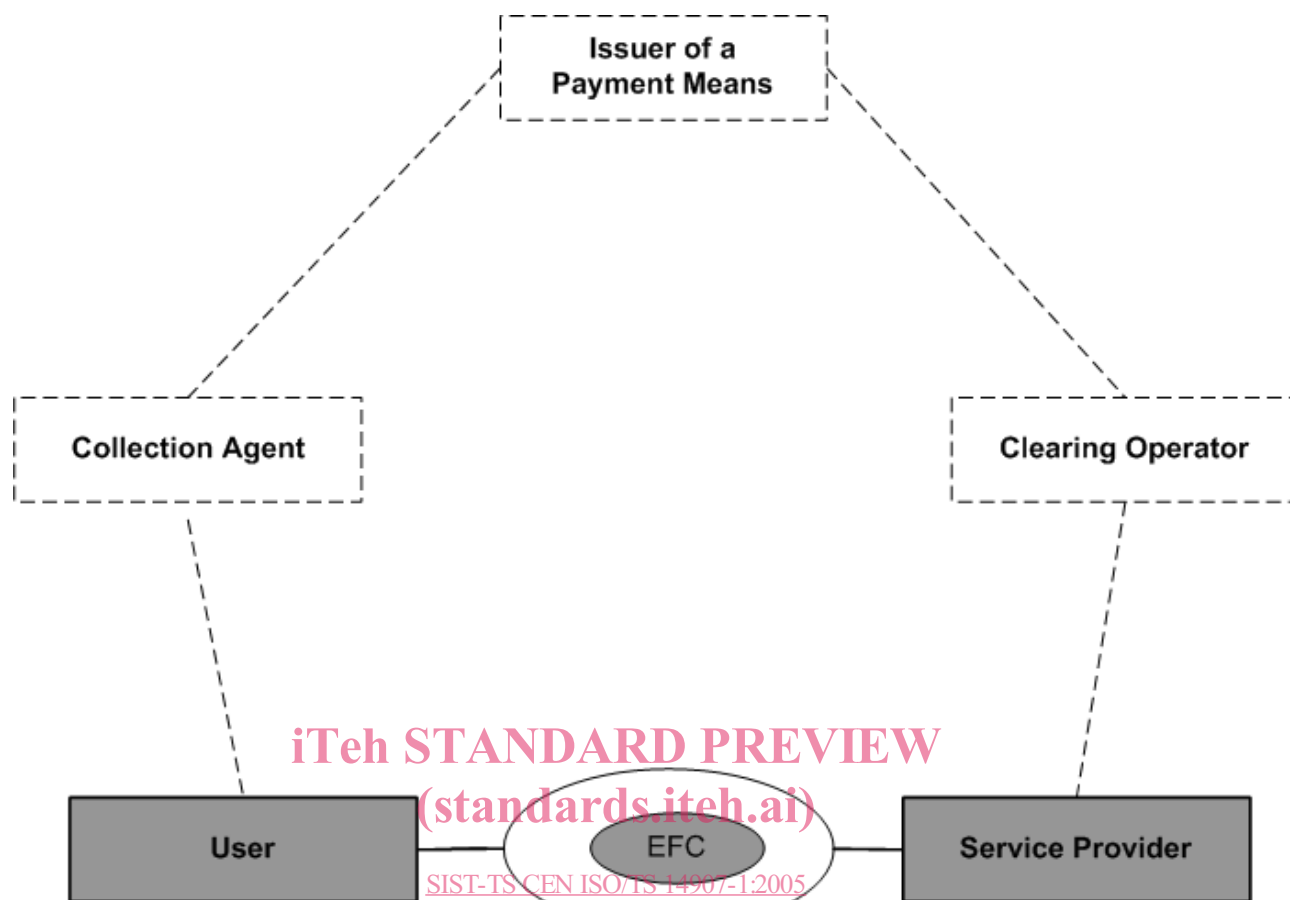 Issuer of a
Payment Means
Collection Agent
Clearing Operator
iTeh STANDARD PREVIEW
(standards.iteh.ai)
User
EFC
Service Provider
SIST-TS CEN ISO/TS 14907-1:2005